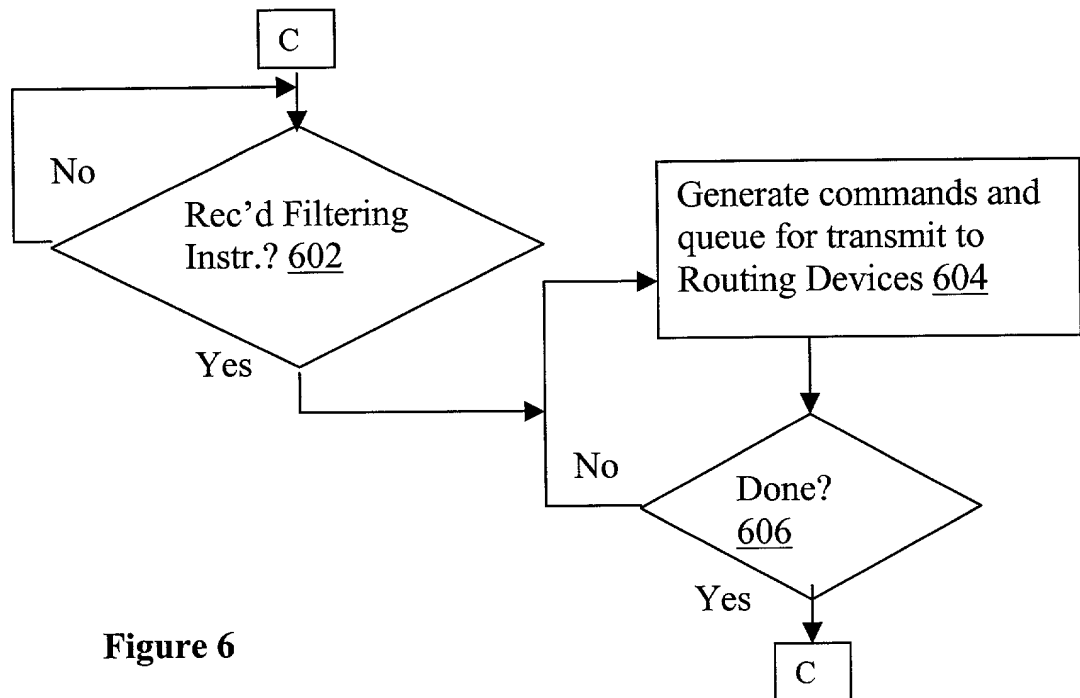 C
No
Rec’d Filtering
Instr.? 602
Yes
Generate commands and
queue for transmit to
Routing Devices 604
No
Done?
606
Yes
C
Figure 6